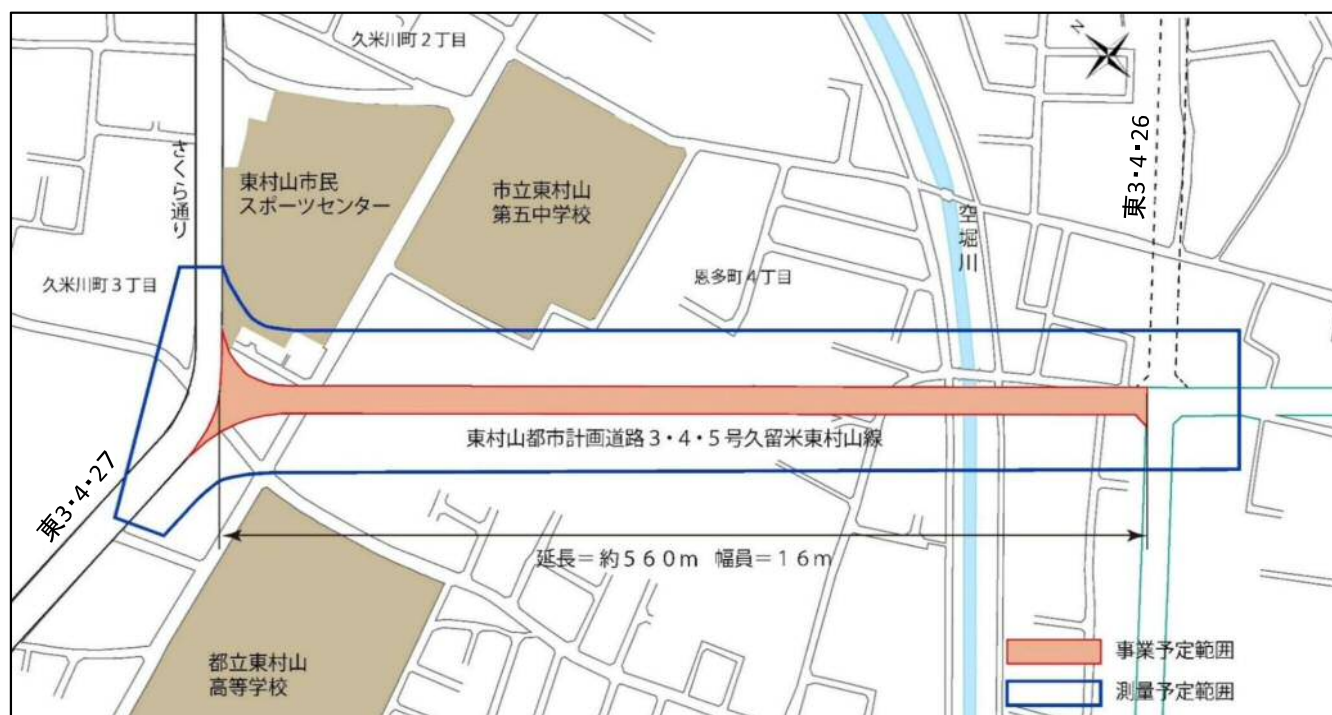 久米川町2丁目
N
東3・4・26
さくら通り
東村山市民
スポーツセンター
市立東村山
第五中学校
空堀川
久米川町3丁目
恩多町4丁目
東村山都市計画道路3・4・5号久留米東村山線
東3・4・27
延長=約560m 幅員=16m
都立東村山
高等学校
事業予定範囲
測量予定範囲